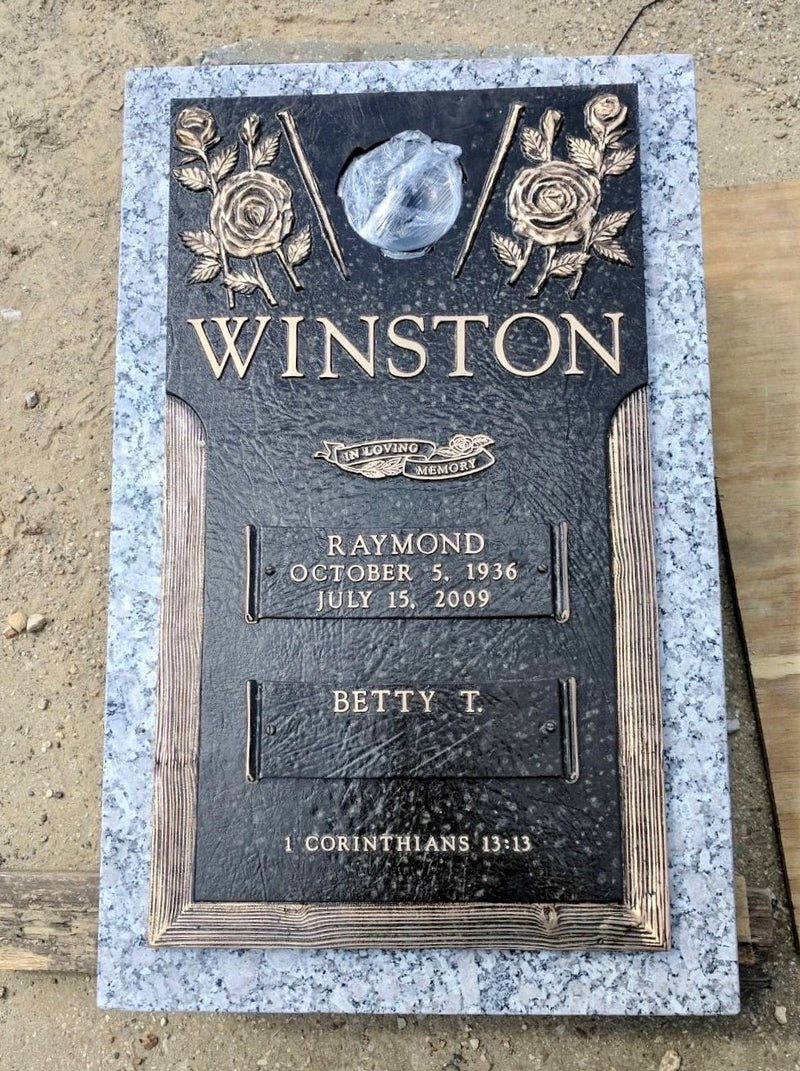 WINSTON
IN LOVING
MEMORY
RAYMOND
OCTOBER 5, 1936
JULY 15, 2009
BETTY T.
1 CORINTHIANS 13:13